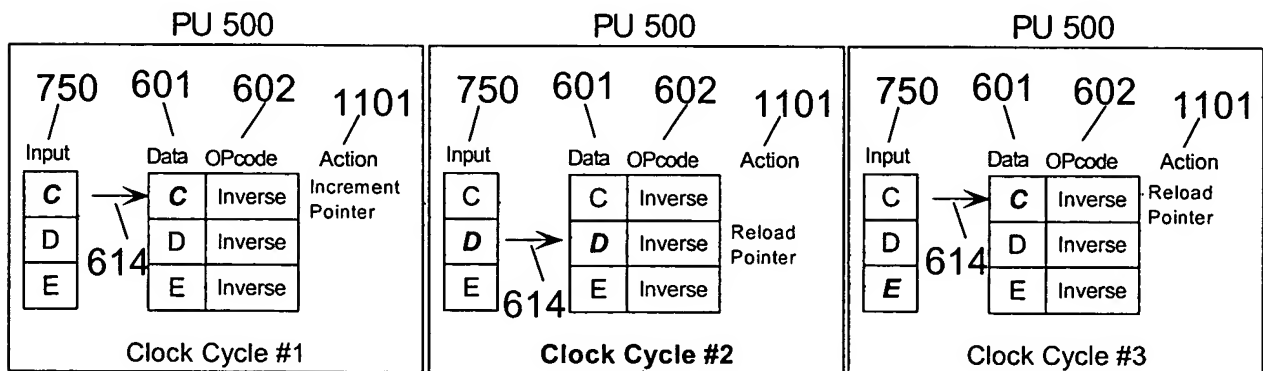 PU 500
750 601 602 1101
Input Data OPcode Action
C C Inverse Increment
Pointer
D D Inverse
614
E E Inverse
Clock Cycle #1
PU 500
750 601 602 1101
Input Data OPcode Action
C C Inverse
D D Inverse Reload
Pointer
E E Inverse
614
Clock Cycle #2
PU 500
750 601 602 1101
Input Data OPcode Action
C C Inverse Reload
Pointer
D D Inverse
614
E E Inverse
Clock Cycle #3